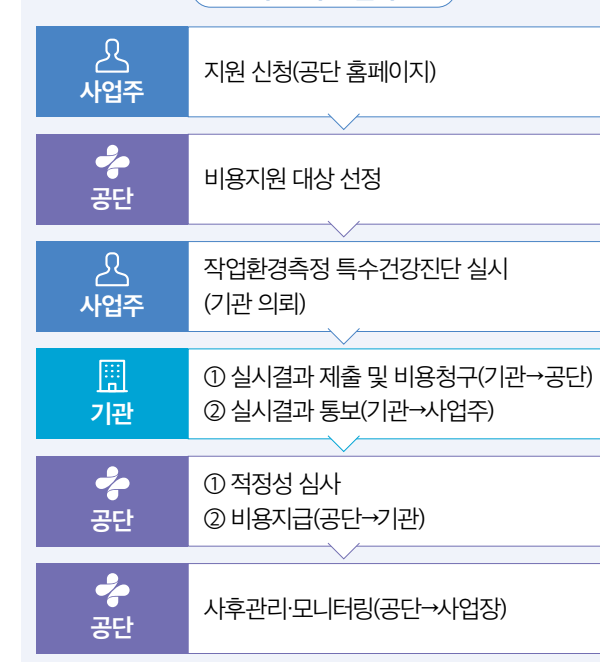 사업주
지원 신청(공단 홈페이지)
공단
비용지원 대상 선정
사업주
작업환경측정 특수건강진단 실시
(기관 의뢰)
기관
① 실시결과 제출 및 비용청구(기관→공단)
② 실시결과 통보(기관→사업주)
공단
① 적정성 심사
② 비용지급(공단→기관)
공단
사후관리·모니터링(공단→사업장)